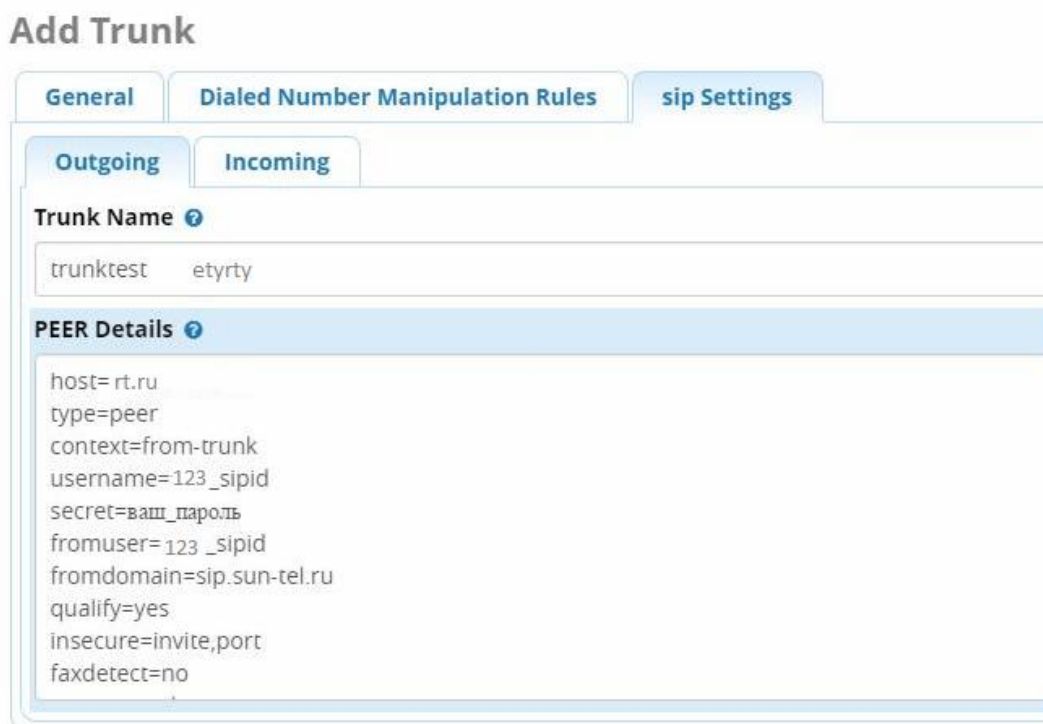 Add Trunk
General Dialed Number Manipulation Rules sip Settings
Outgoing Incoming
Trunk Name
trunktest etyrty
PEER Details
host= rt.ru
type=peer
context=from-trunk
username=123_sipid
secret=ваш_пароль
fromuser=123 _sipid
fromdomain=sip.sun-tel.ru
qualify=yes
insecure=invite,port
faxdetect=no